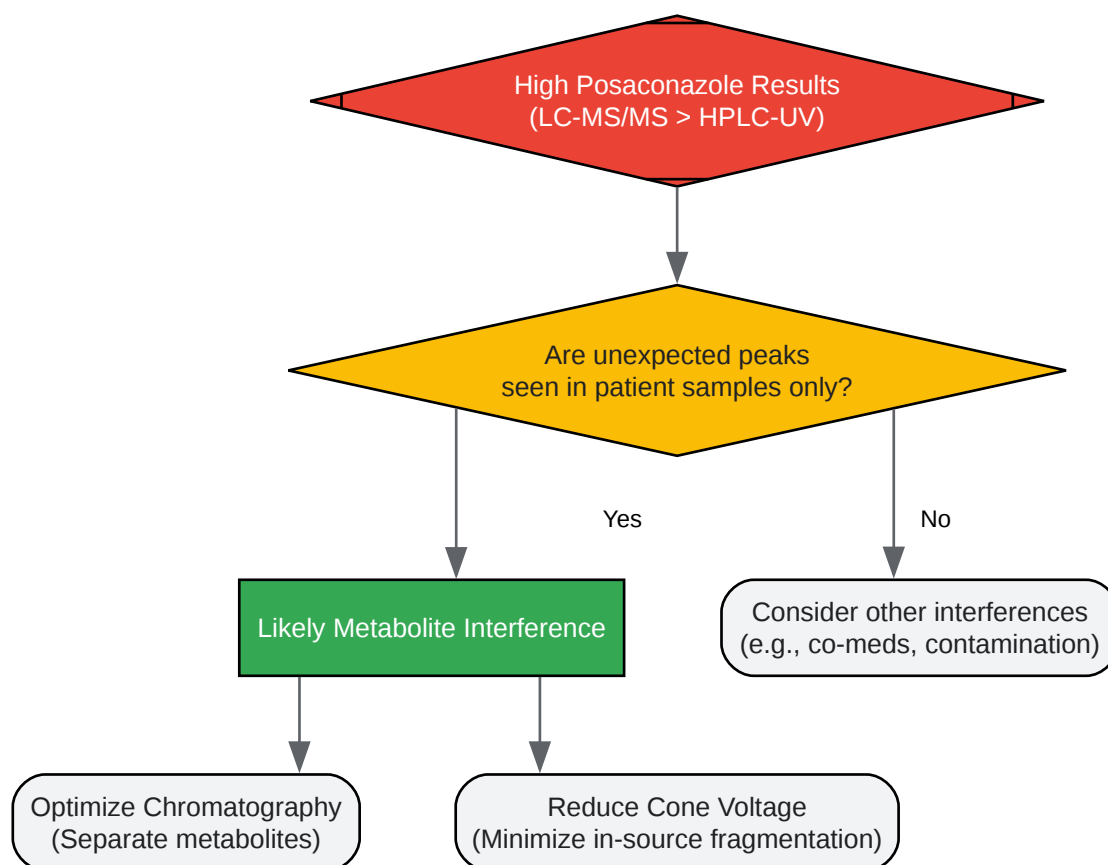 High Posaconazole Results
(LC-MS/MS > HPLC-UV)
Are unexpected peaks
seen in patient samples only?
Yes
No
Likely Metabolite Interference
Consider other interferences
(e.g., co-meds, contamination)
Optimize Chromatography
(Separate metabolites)
Reduce Cone Voltage
(Minimize in-source fragmentation)